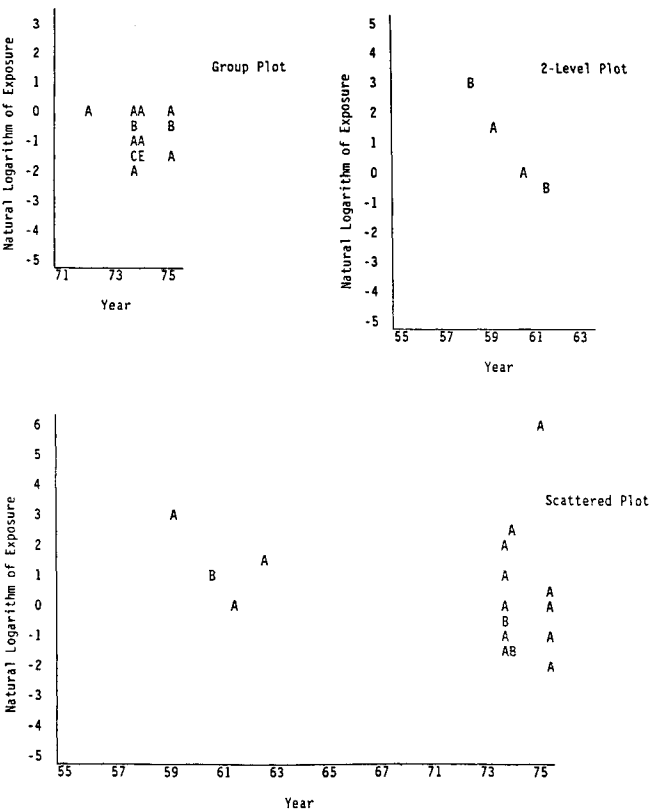 Group Plot
Natural Logarithm of Exposure
3
2
1
0 A AA A
B B
-1 AA
CE A
-2 A
-3
-4
-5
71 73 75
Year
2-Level Plot
Natural Logarithm of Exposure
5
4
3 B
2
A
1
0 A
B
-1
-2
-3
-4
-5
55 57 59 61 63
Year
Scattered Plot
Natural Logarithm of Exposure
6 A
5
4
3 A
A
2 A
A
1 B A
A
0 A A A
B
-1 A A
AB
-2 A
-3
-4
-5
55 57 59 61 63 65 67 69 71 73 75
Year